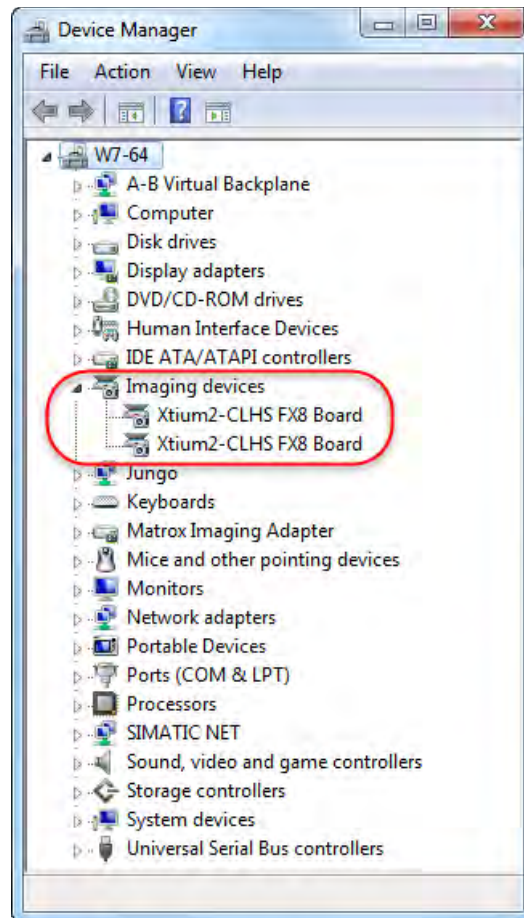 Device Manager
File Action View Help
W7-64
A-B Virtual Backplane
Computer
Disk drives
Display adapters
DVD/CD-ROM drives
Human Interface Devices
IDE ATA/ATAPI controllers
Imaging devices
Xtium2-CLHS FX8 Board
Xtium2-CLHS FX8 Board
Jungo
Keyboards
Matrox Imaging Adapter
Mice and other pointing devices
Monitors
Network adapters
Portable Devices
Ports (COM & LPT)
Processors
SIMATIC NET
Sound, video and game controllers
Storage controllers
System devices
Universal Serial Bus controllers